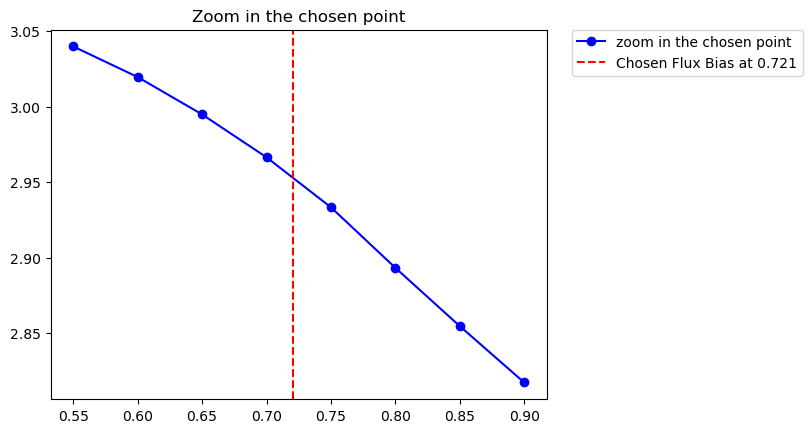 Zoom in the chosen point
zoom in the chosen point
Chosen Flux Bias at 0.721
3.05
3.00
2.95
2.90
2.85
0.55 0.60 0.65 0.70 0.75 0.80 0.85 0.90